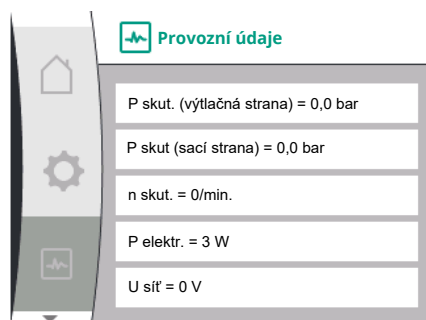 Provozní údaje
P skut. (výtlačná strana) = 0,0 bar
P skut (sací strana) = 0,0 bar
n skut. = 0/min.
P elektr. = 3 W
U síť = 0 V